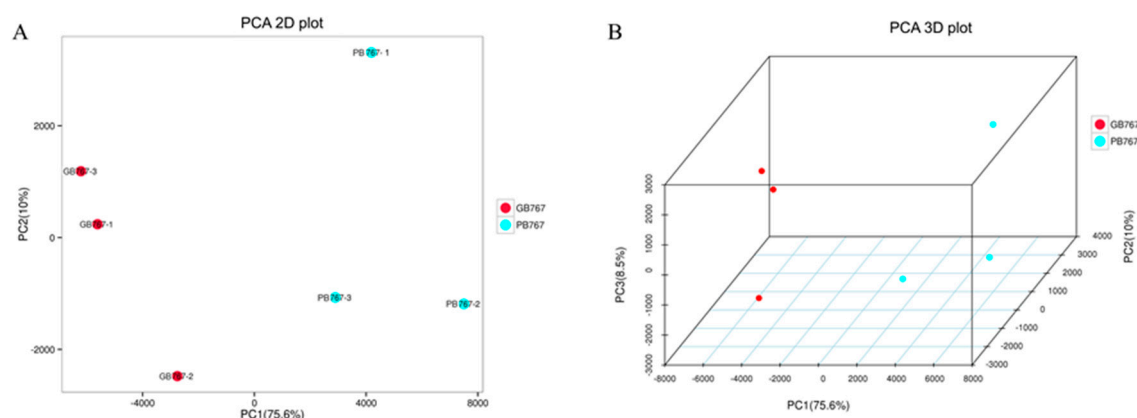 A
PCA 2D plot
PB767-1
2000
GB767-3
GB767-1
0
PC2(10%)
PB767-3
PB767-2
-2000
GB767-2
-4000
0
4000
8000
PC1(75.6%)
GB767
PB767
B
PCA 3D plot
GB767
PB767
3000
2000
1000
0
-1000
-2000
-3000
PC3(8.5%)
4000
3000
2000
1000
0
-1000
-2000
-3000
PC2(10%)
-8000
-6000
-4000
-2000
0
2000
4000
6000
8000
PC1(75.6%)